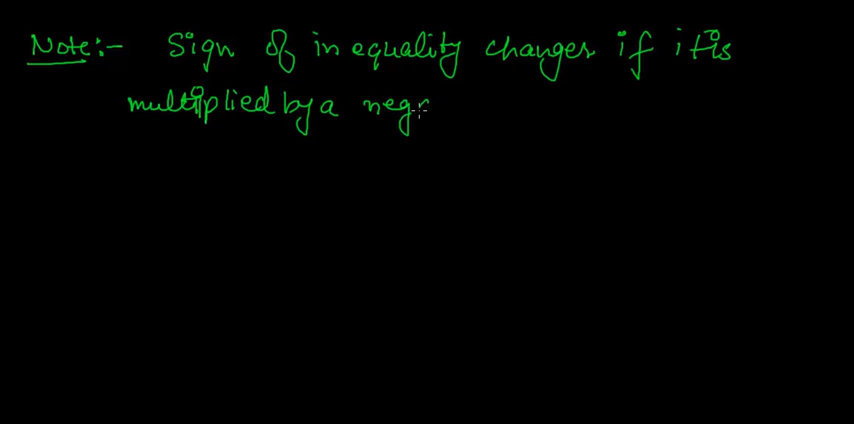 Note:- Sign of inequality changes if it is
multiplied by a neg